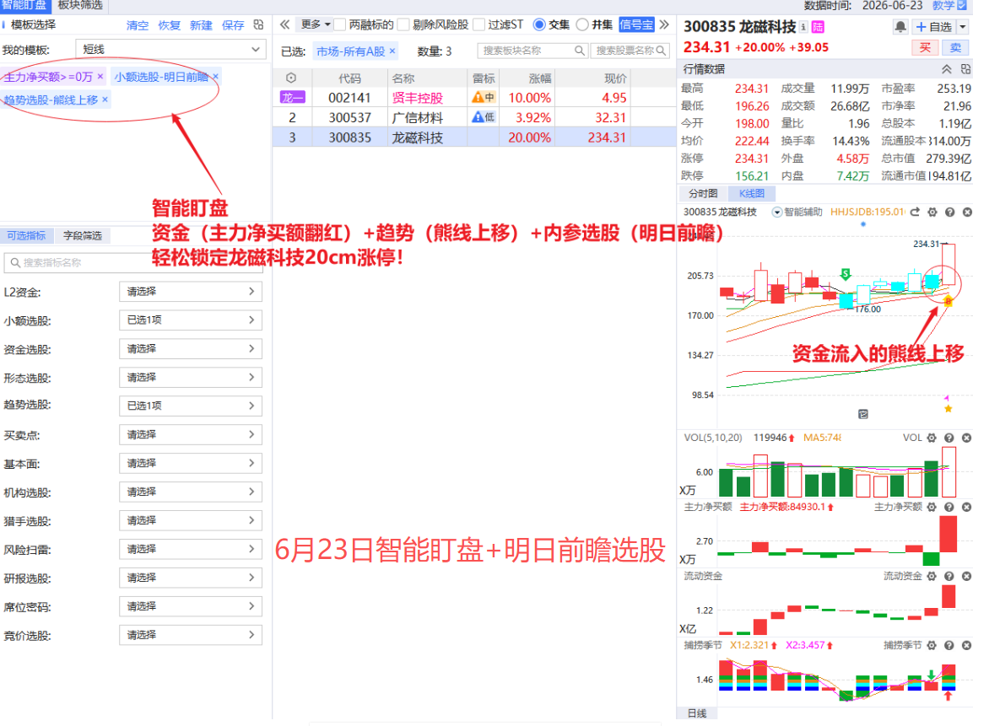 智能盯盘 板块筛选
数据时间: 2026-06-23 教学
模板选择 清空 恢复 新建 保存
我的模板: 短线
主力净买额>=0万 × 小额选股-明日前瞻 ×
趋势选股-熊线上移 ×
更多 两融标的 剔除风险股 过滤ST 交集 并集 信号宝
已选: 市场-所有A股 × 数量: 3 搜索板块名称 搜索股票名称
代码 名称 雷标 涨幅 现价
龙一 002141 贤丰控股 中 10.00% 4.95
2 300537 广信材料 低 3.92% 32.31
3 300835 龙磁科技 20.00% 234.31
智能盯盘
资金（主力净买额翻红）+趋势（熊线上移）+内参选股（明日前瞻）
轻松锁定龙磁科技20cm涨停！
可选指标 字段筛选
搜索指标名称
L2资金: 请选择
小额选股: 已选1项
资金选股: 请选择
形态选股: 请选择
趋势选股: 已选1项
买卖点: 请选择
基本面: 请选择
机构选股: 请选择
猎手选股: 请选择
风险扫雷: 请选择
研报选股: 请选择
席位密码: 请选择
竞价选股: 请选择
6月23日智能盯盘+明日前瞻选股
300835 龙磁科技 陆 自选
234.31 +20.00% +39.05 买 卖
行情数据
最高 234.31 成交量 11.99万 市盈率 253.19
最低 196.26 成交额 26.68亿 市净率 21.96
今开 198.00 量比 1.96 总股本 1.19亿
均价 222.44 换手率 14.43% 流通股本 314.00万
涨停 234.31 外盘 4.58万 总市值 279.39亿
跌停 156.21 内盘 7.42万 流通市值 194.81亿
分时图 K线图
300835 龙磁科技 智能辅助 HHJSJDB:195.01
234.31
205.73
S
176.00
170.00
B
134.27
资金流入的熊线上移
98.54
VOL(5,10,20) 119946 MA5:748 VOL
6.00
X万
主力净买额 主力净买额:84930.1 主力净买额
2.70
X万
流动资金 流动资金
1.22
X亿
捕捞季节 X1:2.321 X2:3.457 捕捞季节
1.46
日线